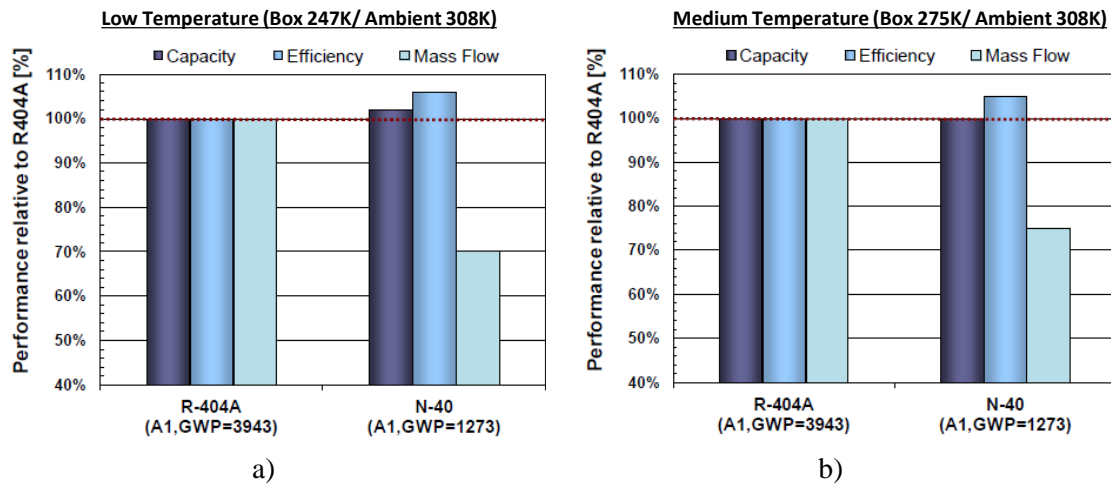 Low Temperature (Box 247K/ Ambient 308K)
Capacity Efficiency Mass Flow
Performance relative to R404A [%]
110%
100%
90%
80%
70%
60%
50%
40%
R-404A
(A1,GWP=3943)
N-40
(A1,GWP=1273)
a)
Medium Temperature (Box 275K/ Ambient 308K)
Capacity Efficiency Mass Flow
Performance relative to R404A [%]
110%
100%
90%
80%
70%
60%
50%
40%
R-404A
(A1,GWP=3943)
N-40
(A1,GWP=1273)
b)